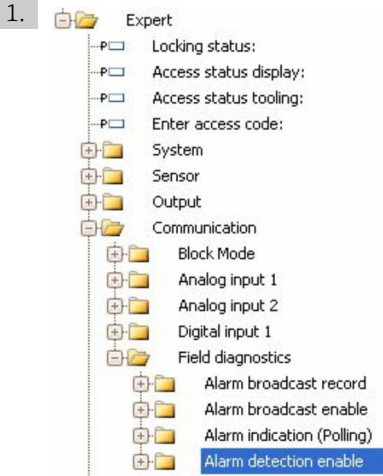 1.
Expert
Locking status:
Access status display:
Access status tooling:
Enter access code:
System
Sensor
Output
Communication
Block Mode
Analog input 1
Analog input 2
Digital input 1
Field diagnostics
Alarm broadcast record
Alarm broadcast enable
Alarm indication (Polling)
Alarm detection enable